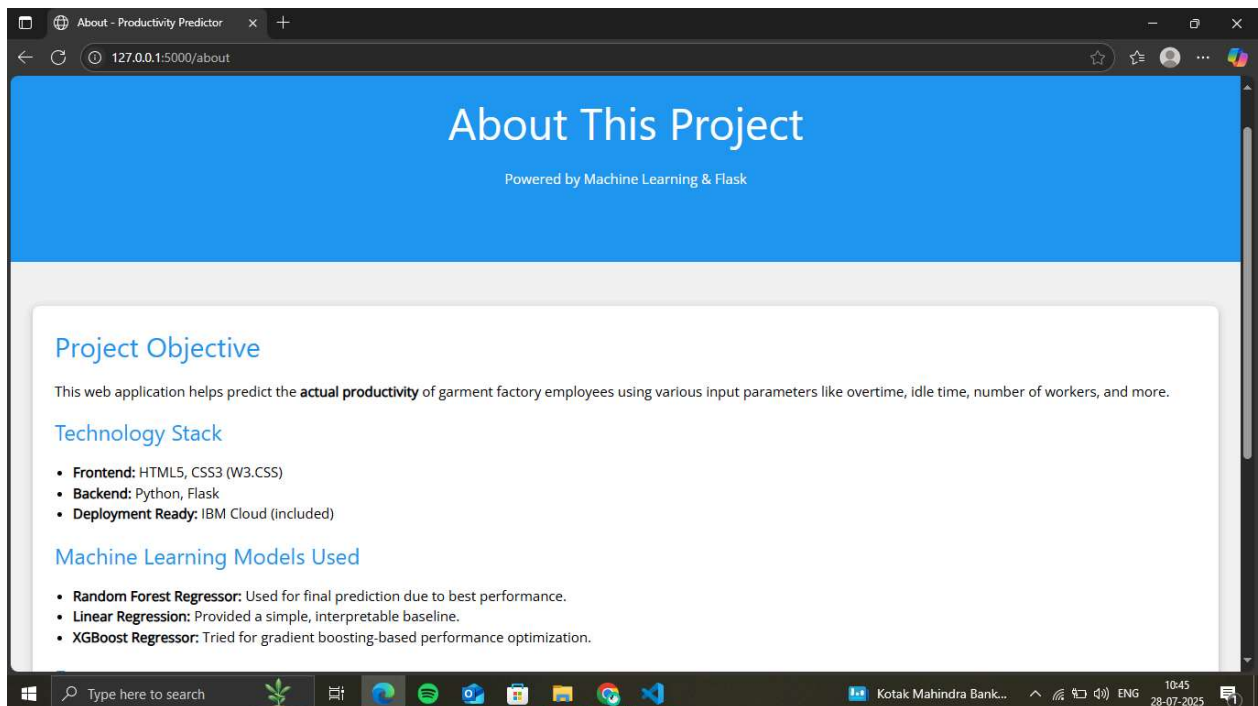 About - Productivity Predictor
127.0.0.1:5000/about
About This Project
Powered by Machine Learning & Flask
Project Objective
This web application helps predict the actual productivity of garment factory employees using various input parameters like overtime, idle time, number of workers, and more.
Technology Stack
• Frontend: HTML5, CSS3 (W3.CSS)
• Backend: Python, Flask
• Deployment Ready: IBM Cloud (included)
Machine Learning Models Used
• Random Forest Regressor: Used for final prediction due to best performance.
• Linear Regression: Provided a simple, interpretable baseline.
• XGBoost Regressor: Tried for gradient boosting-based performance optimization.
Type here to search
Kotak Mahindra Bank...
ENG
10:45
28-07-2025